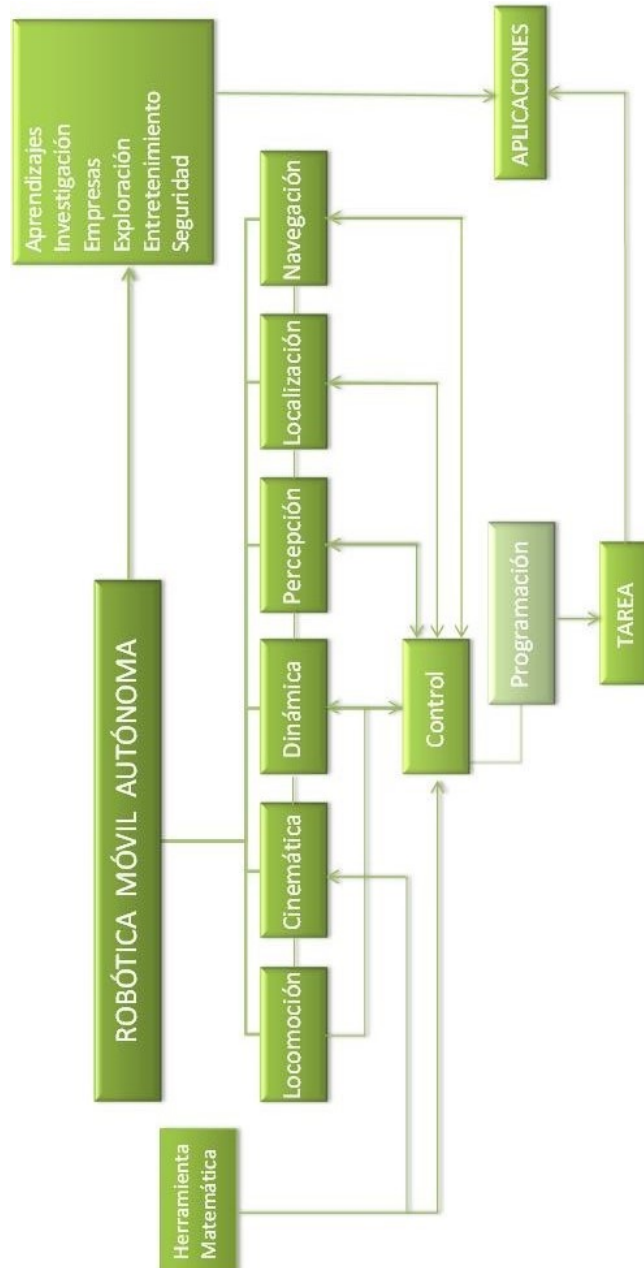 ROBÓTICA MÓVIL AUTÓNOMA
Aprendizajes
Investigación
Empresas
Exploración
Entretenimiento
Seguridad
Herramienta
Matemática
Locomoción
Cinemática
Dinámica
Percepción
Localización
Navegación
Control
Programación
TAREA
APLICACIONES